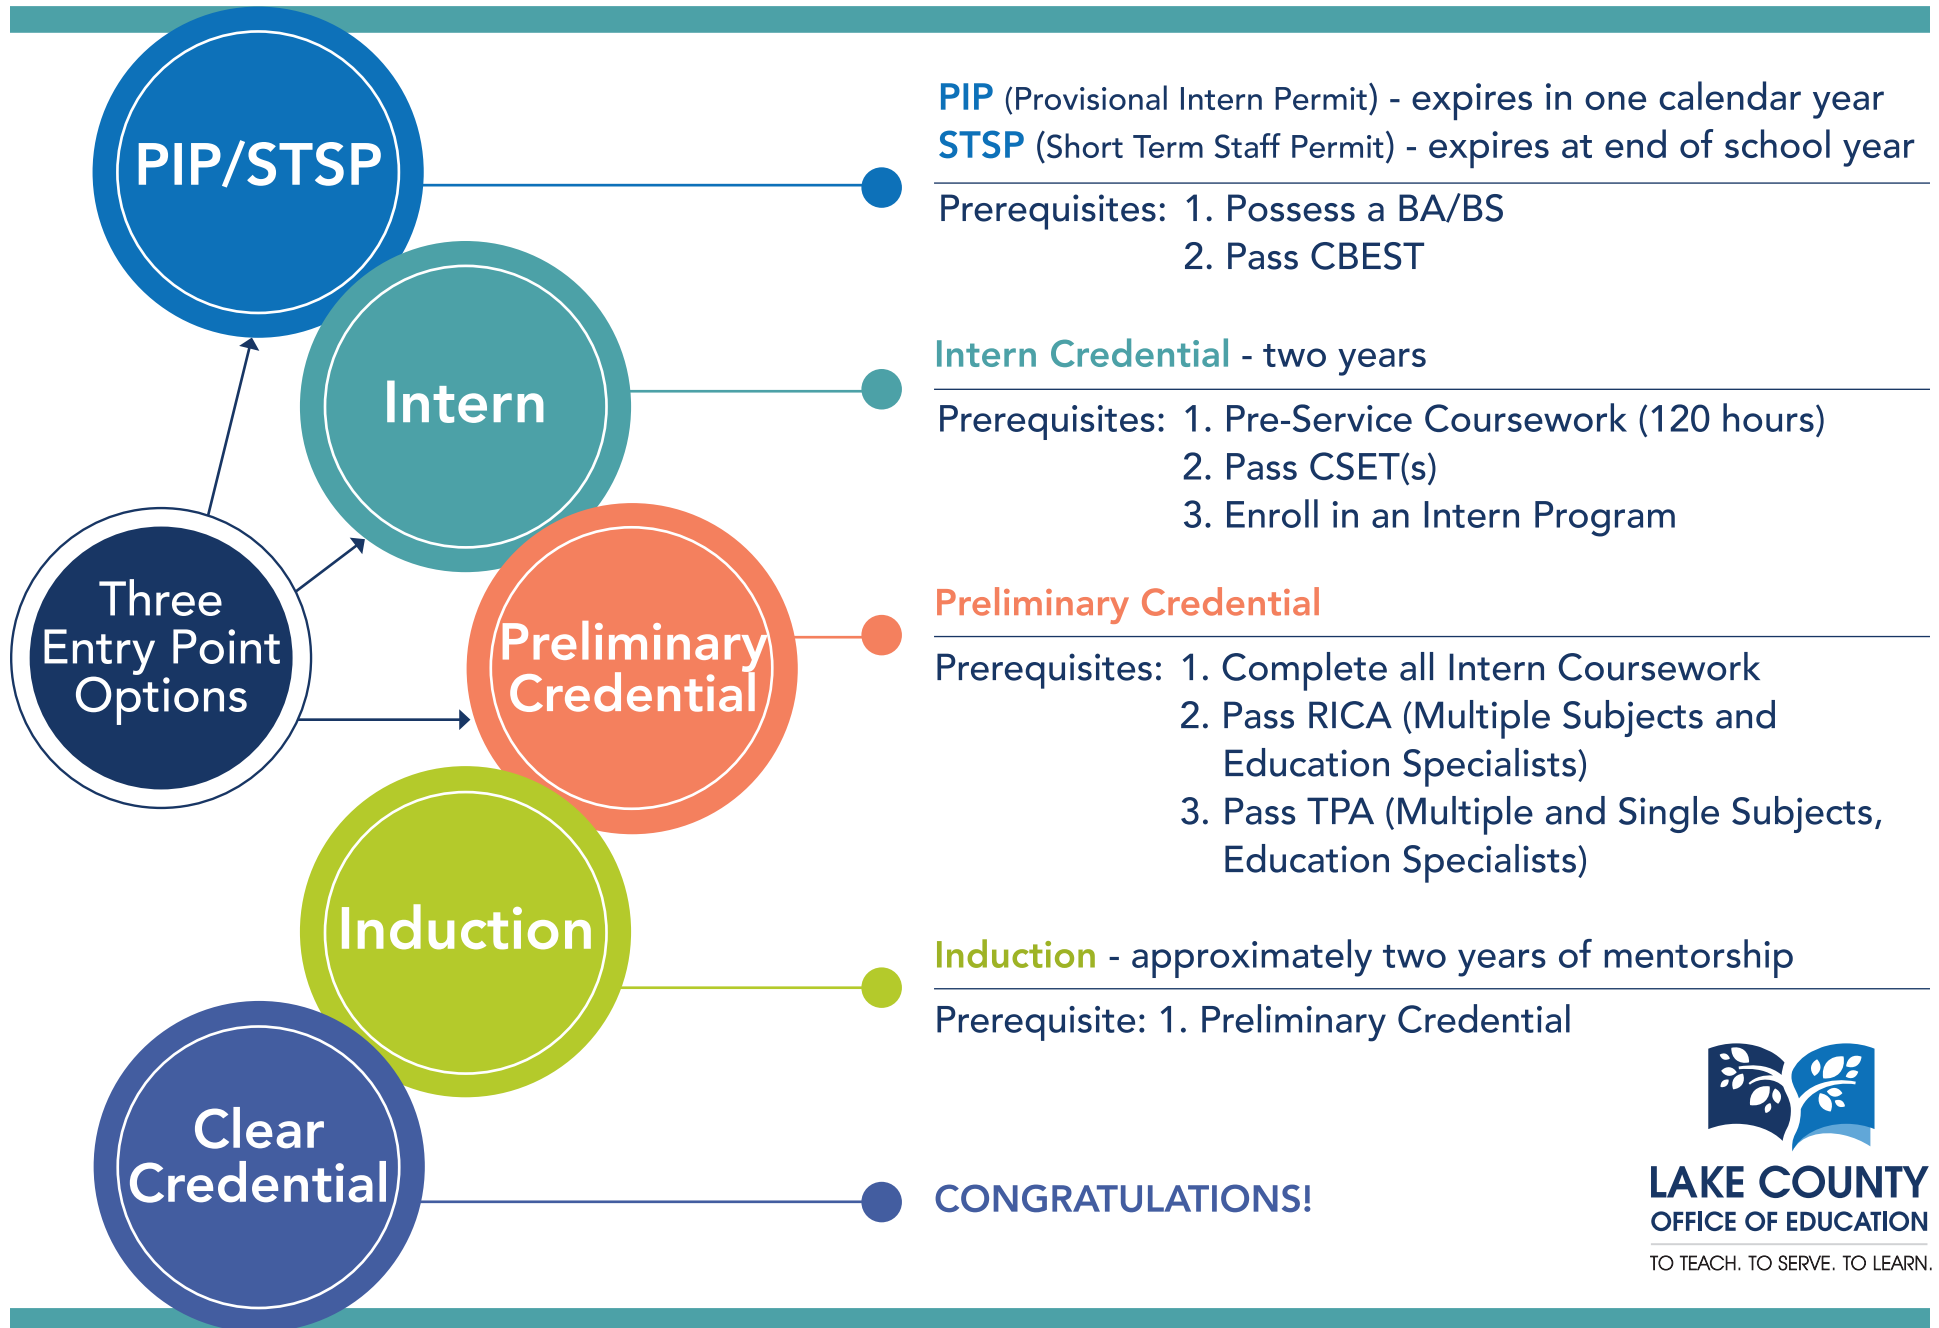 PIP/STSP
PIP (Provisional Intern Permit) - expires in one calendar year
STSP (Short Term Staff Permit) - expires at end of school year
Prerequisites: 1. Possess a BA/BS
2. Pass CBEST
Intern
Intern Credential - two years
Prerequisites: 1. Pre-Service Coursework (120 hours)
2. Pass CSET(s)
3. Enroll in an Intern Program
Three
Entry Point
Options
Preliminary
Credential
Preliminary Credential
Prerequisites: 1. Complete all Intern Coursework
2. Pass RICA (Multiple Subjects and
Education Specialists)
3. Pass TPA (Multiple and Single Subjects,
Education Specialists)
Induction
Induction - approximately two years of mentorship
Prerequisite: 1. Preliminary Credential
Clear
Credential
CONGRATULATIONS!
LAKE COUNTY
OFFICE OF EDUCATION
TO TEACH. TO SERVE. TO LEARN.